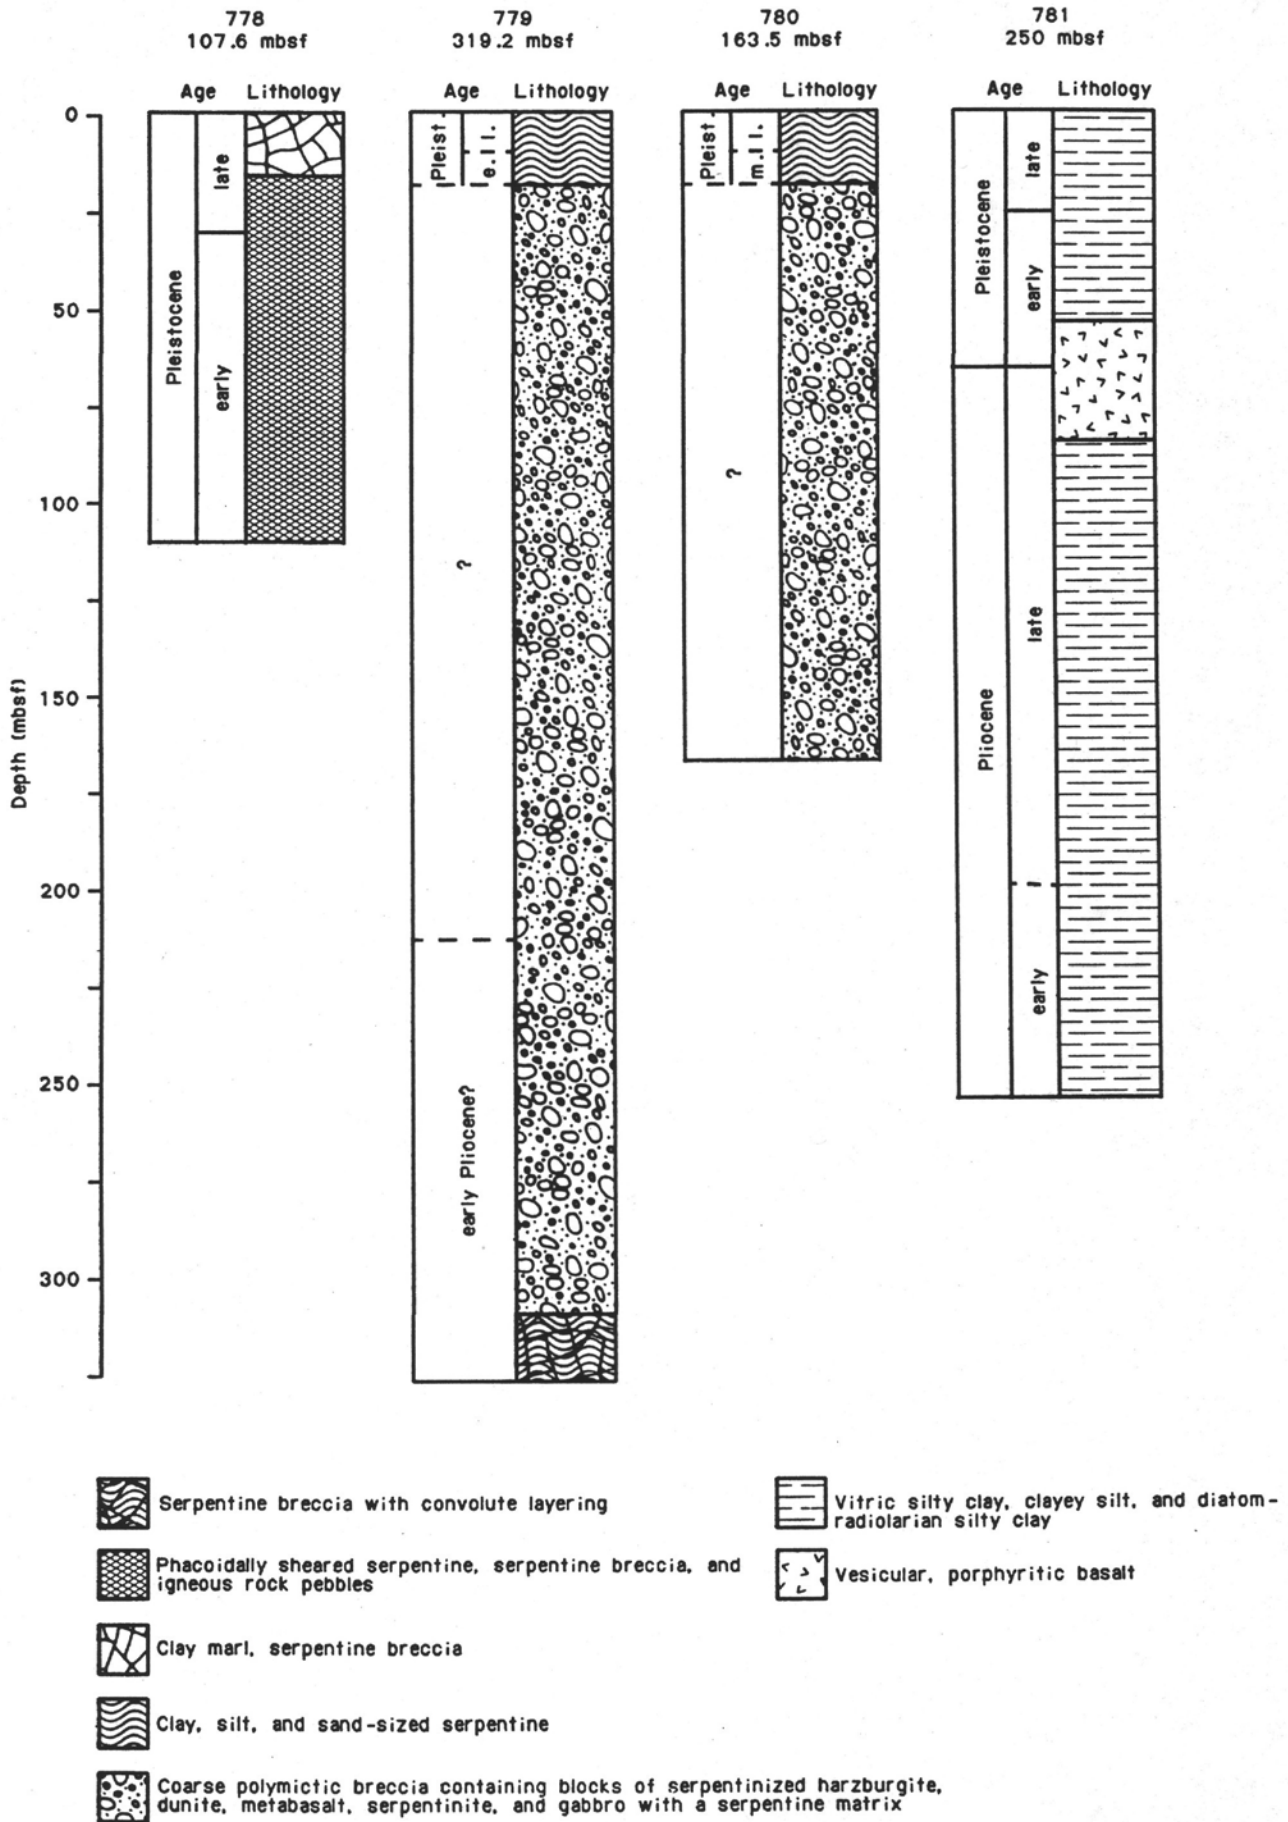 778
107.6 mbsf
779
319.2 mbsf
780
163.5 mbsf
781
250 mbsf
Age Lithology
Age Lithology
Age Lithology
Age Lithology
0
50
100
150
200
250
300
Depth (mbsf)
Pleistocene
late
early
Pleist.
e.
l.
?
early Pliocene?
Pleist.
m.
l.
?
Pleistocene
late
early
Pliocene
late
early
Serpentine breccia with convolute layering
Phacoidally sheared serpentine, serpentine breccia, and
igneous rock pebbles
Clay marl, serpentine breccia
Clay, silt, and sand-sized serpentine
Coarse polymictic breccia containing blocks of serpentinized harzburgite,
dunite, metabasalt, serpentinite, and gabbro with a serpentine matrix
Vitric silty clay, clayey silt, and diatom-
radiolarian silty clay
Vesicular, porphyritic basalt